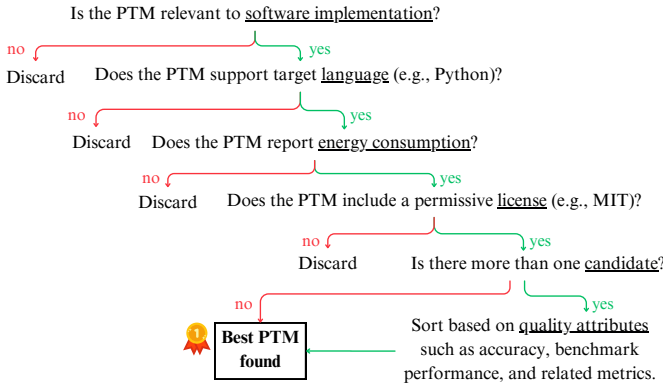 Is the PTM relevant to software implementation?
no
yes
Discard
Does the PTM support target language (e.g., Python)?
no
yes
Discard
Does the PTM report energy consumption?
no
yes
Discard
Does the PTM include a permissive license (e.g., MIT)?
no
yes
Discard
Is there more than one candidate?
no
yes
1
Best PTM
found
Sort based on quality attributes
such as accuracy, benchmark
performance, and related metrics.